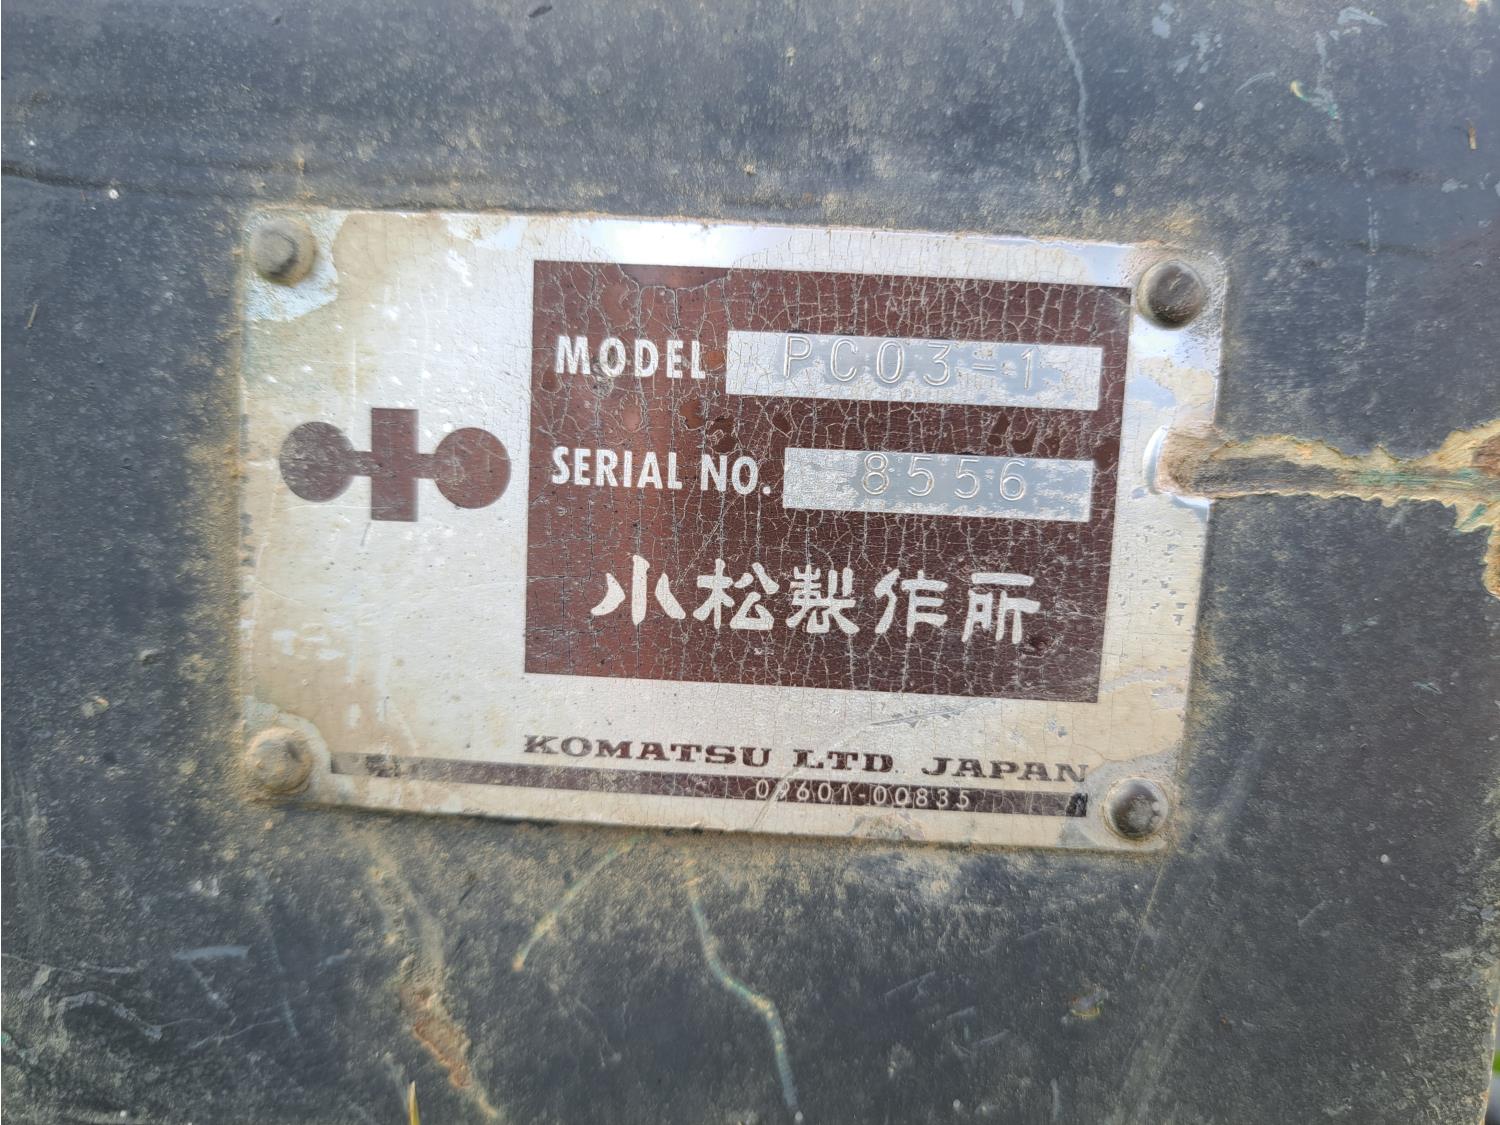 MODEL PC03-1
SERIAL NO. 8556
小松製作所
KOMATSU LTD. JAPAN
09601-00835